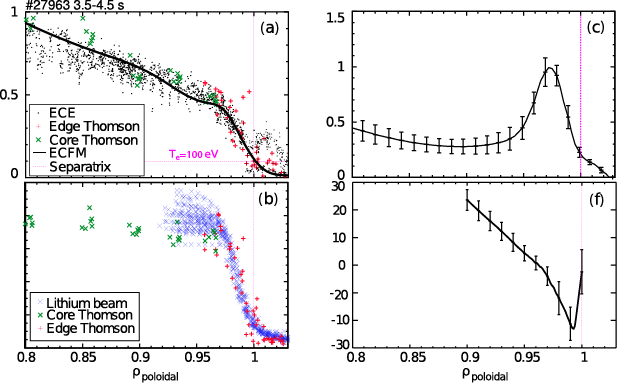 #27963 3.5-4.5 s
1
(a)
0.5
ECE
Edge Thomson
Core Thomson
ECFM
Separatrix
Te=100 eV
0
(b)
Lithium beam
Core Thomson
Edge Thomson
0.8 0.85 0.9 0.95 1
ρpoloidal
1.5
(c)
1
0.5
0
30
(f)
20
10
0
-10
-20
-30
0.8 0.85 0.9 0.95 1
ρpoloidal